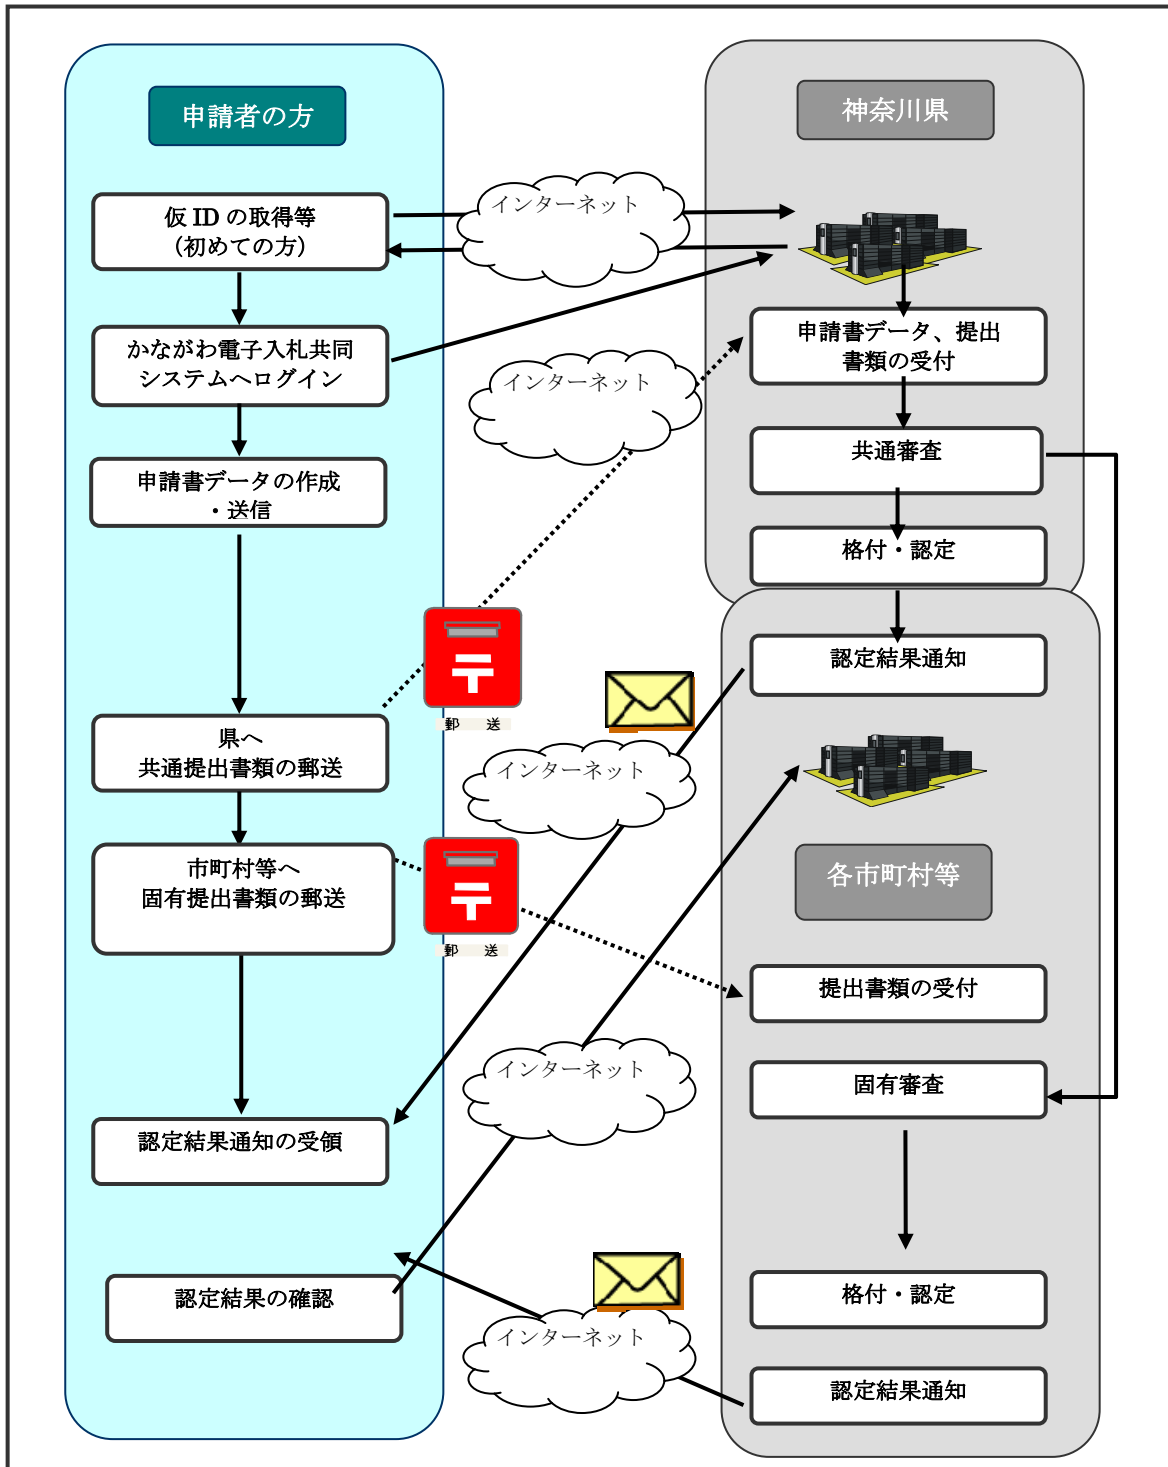 申請者の方
仮 ID の取得等
（初めての方）
かながわ電子入札共同
システムへログイン
申請書データの作成
・送信
県へ
共通提出書類の郵送
市町村等へ
固有提出書類の郵送
認定結果通知の受領
認定結果の確認
インターネット
インターネット
郵　送
インターネット
郵　送
インターネット
インターネット
神奈川県
申請書データ、提出
書類の受付
共通審査
格付・認定
認定結果通知
各市町村等
提出書類の受付
固有審査
格付・認定
認定結果通知